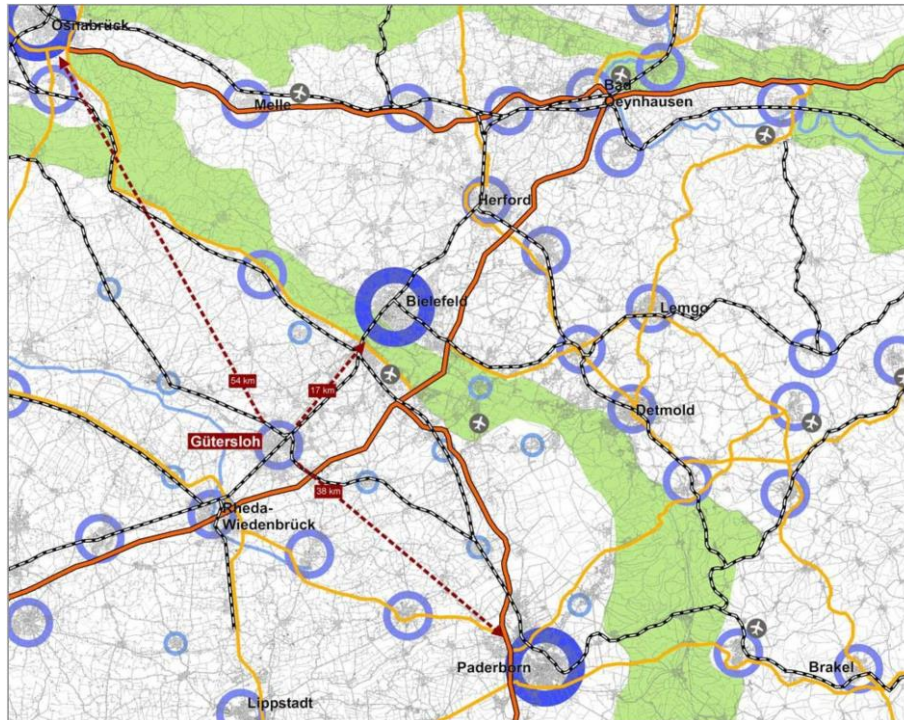 Osnabrück
Melle
Bad
Oeynhausen
Herford
Bielefeld
Lemgo
54 km
17 km
Detmold
Gütersloh
38 km
Rheda-
Wiedenbrück
Paderborn
Brakel
Lippstadt